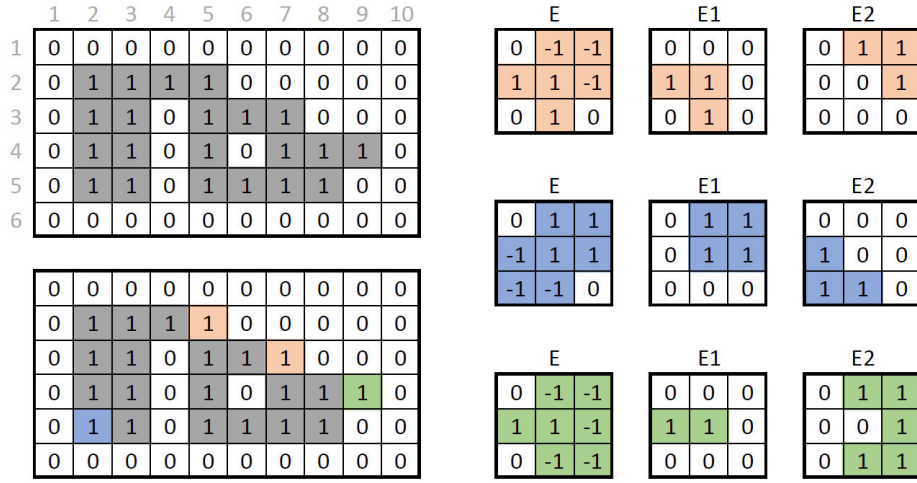 1 2 3 4 5 6 7 8 9 10
1 0 0 0 0 0 0 0 0 0 0
2 0 1 1 1 1 0 0 0 0 0
3 0 1 1 0 1 1 1 0 0 0
4 0 1 1 0 1 0 1 1 1 0
5 0 1 1 0 1 1 1 1 0 0
6 0 0 0 0 0 0 0 0 0 0
0 0 0 0 0 0 0 0 0 0
0 1 1 1 1 0 0 0 0 0
0 1 1 0 1 1 1 0 0 0
0 1 1 0 1 0 1 1 1 0
0 1 1 0 1 1 1 1 0 0
0 0 0 0 0 0 0 0 0 0
E E1 E2
0 -1 -1 0 0 0 0 1 1
1 1 -1 1 1 0 0 0 1
0 1 0 0 1 0 0 0 0
E E1 E2
0 1 1 0 1 1 0 0 0
-1 1 1 0 1 1 1 0 0
-1 -1 0 0 0 0 1 1 0
E E1 E2
0 -1 -1 0 0 0 0 1 1
1 1 -1 1 1 0 0 0 1
0 -1 -1 0 0 0 0 1 1